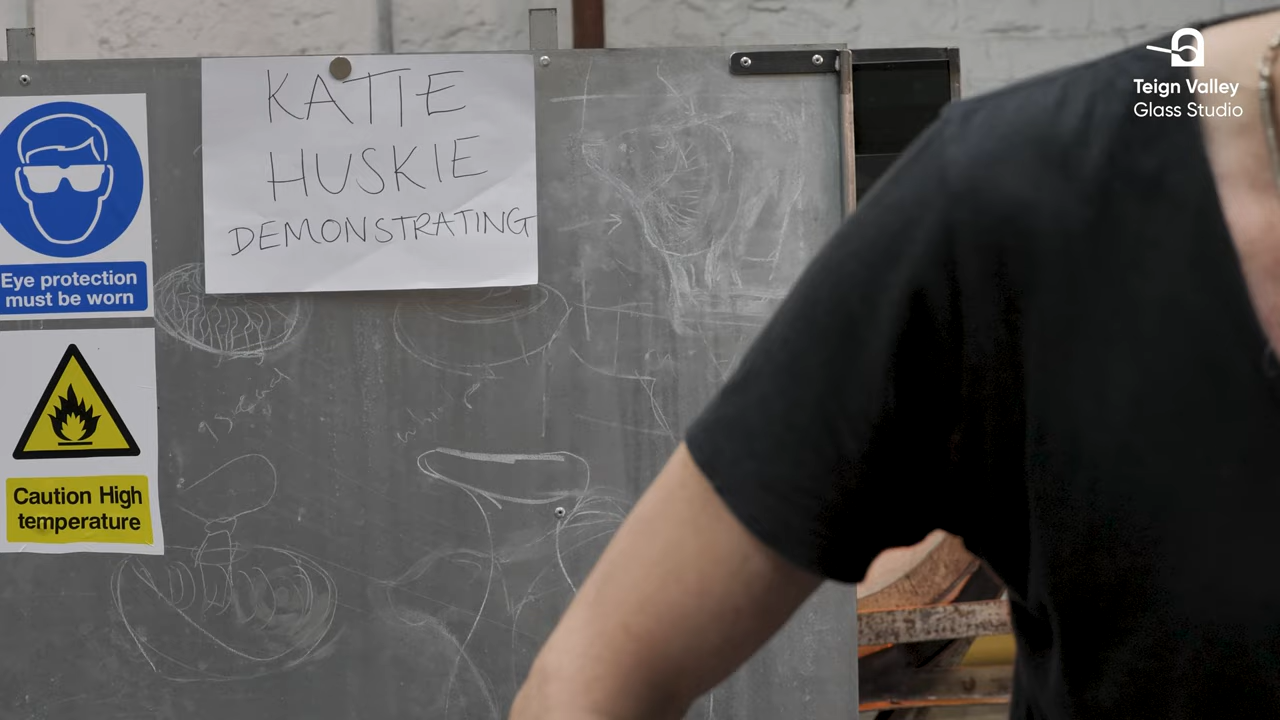 KATIE
HUSKIE
DEMONSTRATING
Eye protection
must be worn
Caution High
temperature
Teign Valley
Glass Studio